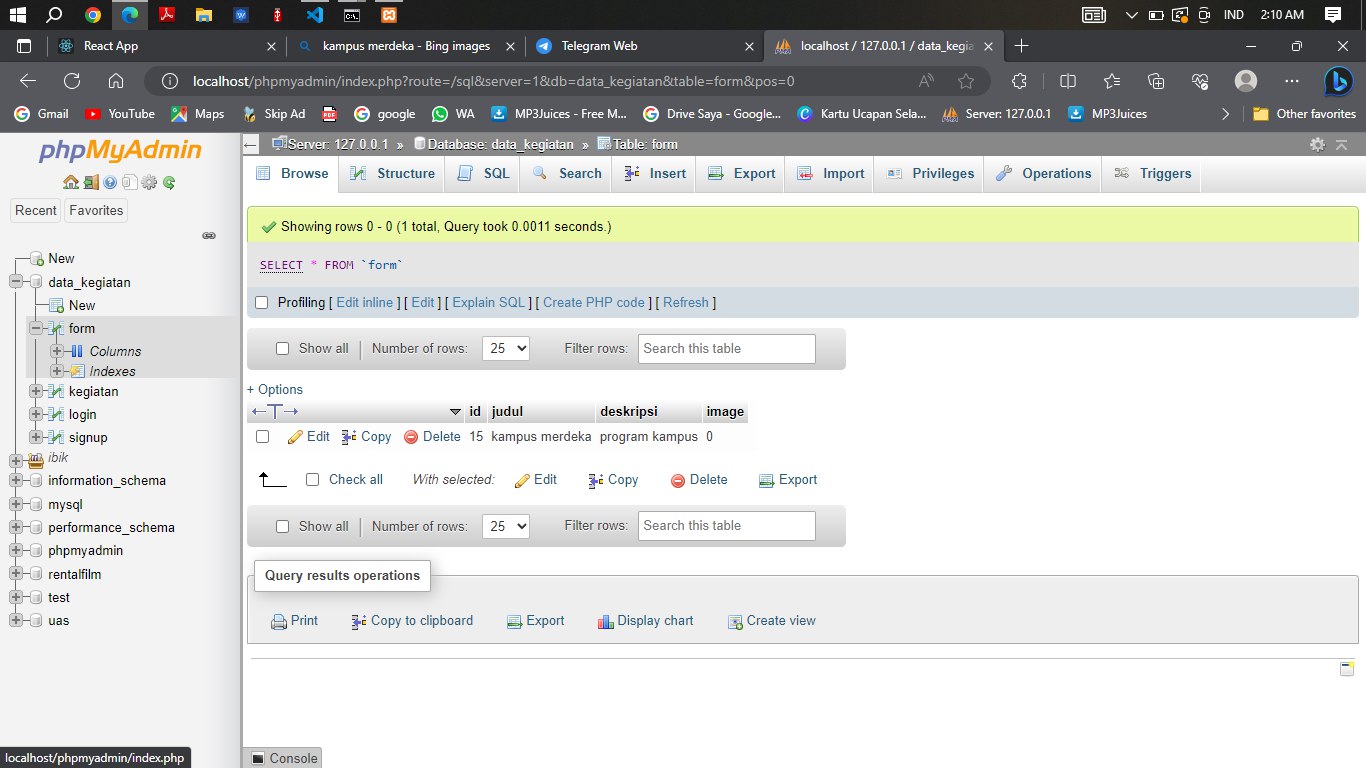 IND 2:10 AM
React App
kampus merdeka - Bing images
Telegram Web
localhost / 127.0.0.1 / data_kegia
localhost/phpmyadmin/index.php?route=/sql&server=1&db=data_kegiatan&table=form&pos=0
Gmail YouTube Maps Skip Ad google WA MP3Juices - Free M... Drive Saya - Google... Kartu Ucapan Sela... Server: 127.0.0.1 MP3Juices Other favorites
phpMyAdmin
Recent Favorites
New
data_kegiatan
New
form
Columns
Indexes
kegiatan
login
signup
ibik
information_schema
mysql
performance_schema
phpmyadmin
rentalfilm
test
uas
localhost/phpmyadmin/index.php
Server: 127.0.0.1 » Database: data_kegiatan » Table: form
Browse Structure SQL Search Insert Export Import Privileges Operations Triggers
Showing rows 0 - 0 (1 total, Query took 0.0011 seconds.)
SELECT * FROM `form`
Profiling [ Edit inline ] [ Edit ] [ Explain SQL ] [ Create PHP code ] [ Refresh ]
Show all | Number of rows: 25 Filter rows: Search this table
+ Options
←T→ id judul deskripsi image
Edit Copy Delete 15 kampus merdeka program kampus 0
Check all With selected: Edit Copy Delete Export
Show all | Number of rows: 25 Filter rows: Search this table
Query results operations
Print Copy to clipboard Export Display chart Create view
Console